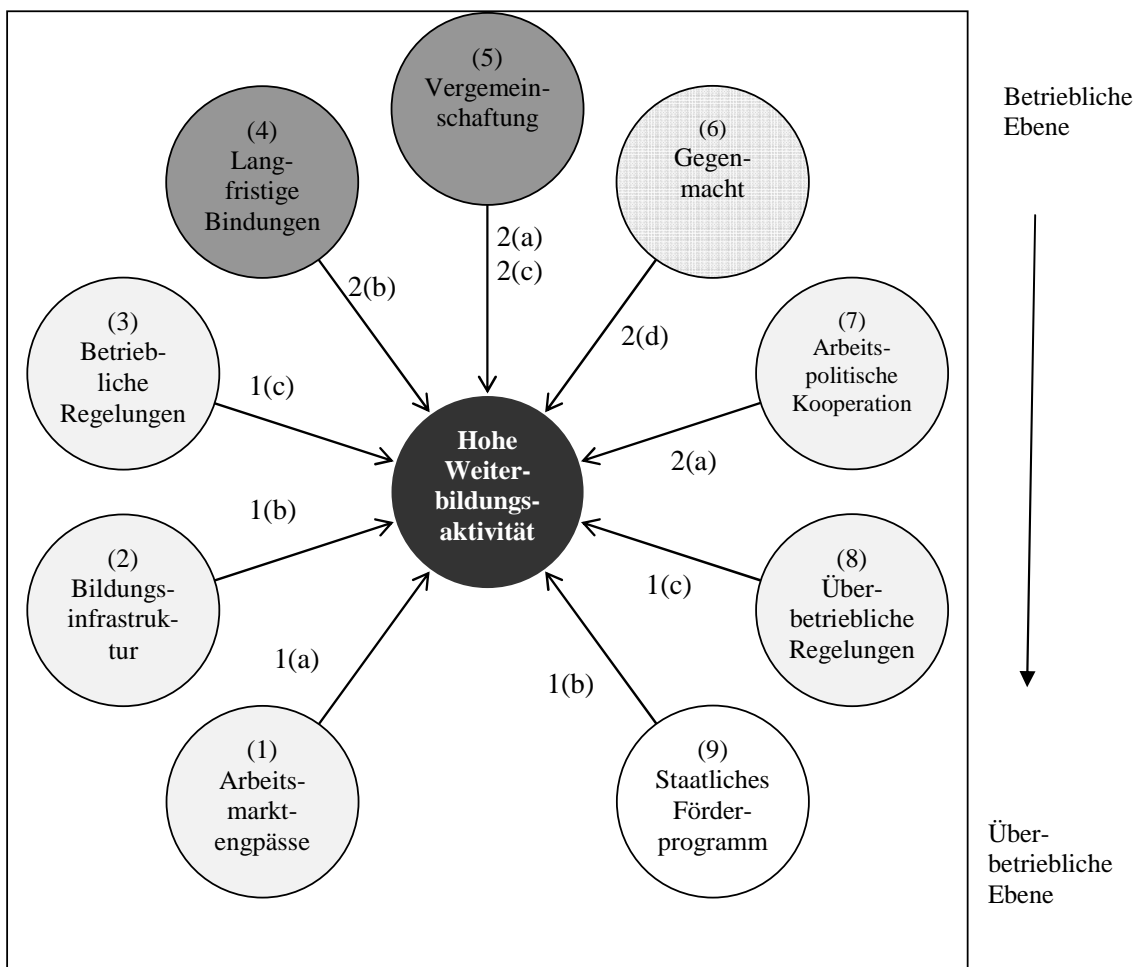 (5)
Vergemein-
schaftung
(4)
Lang-
fristige
Bindungen
(6)
Gegen-
macht
Betriebliche
Ebene
2(a)
2(c)
2(b)
2(d)
(3)
Betrieb-
liche
Regelungen
(7)
Arbeits-
politische
Kooperation
1(c)
2(a)
Hohe
Weiter-
bildungs-
aktivität
1(b)
(2)
Bildungs-
infrastruk-
tur
(8)
Über-
betriebliche
Regelungen
1(c)
1(a)
1(b)
(1)
Arbeits-
markt-
engpässe
(9)
Staatliches
Förder-
programm
Über-
betriebliche
Ebene